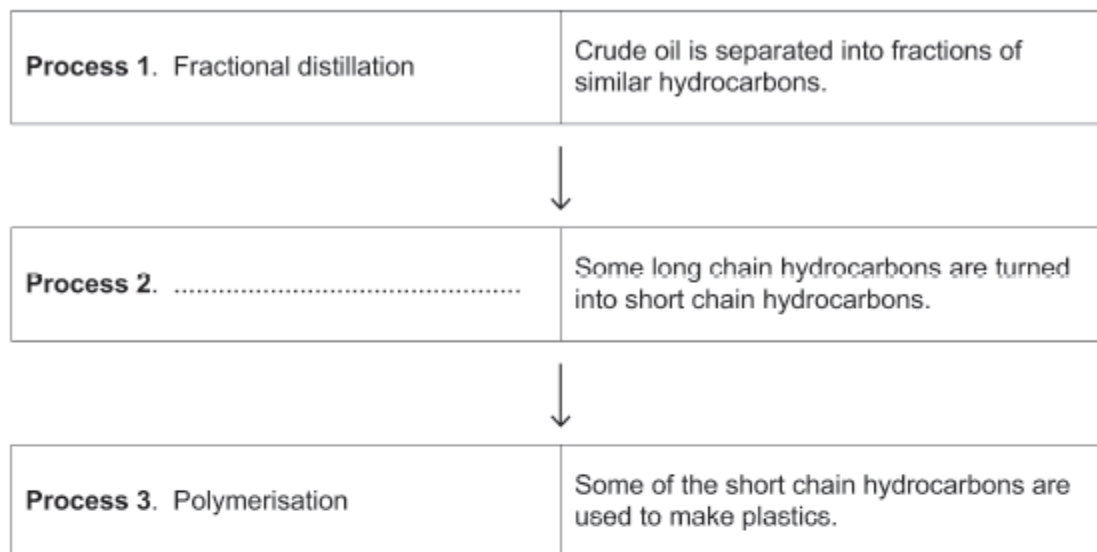 Process 1. Fractional distillation
Crude oil is separated into fractions of
similar hydrocarbons.
Process 2. ................................................
Some long chain hydrocarbons are turned
into short chain hydrocarbons.
Process 3. Polymerisation
Some of the short chain hydrocarbons are
used to make plastics.